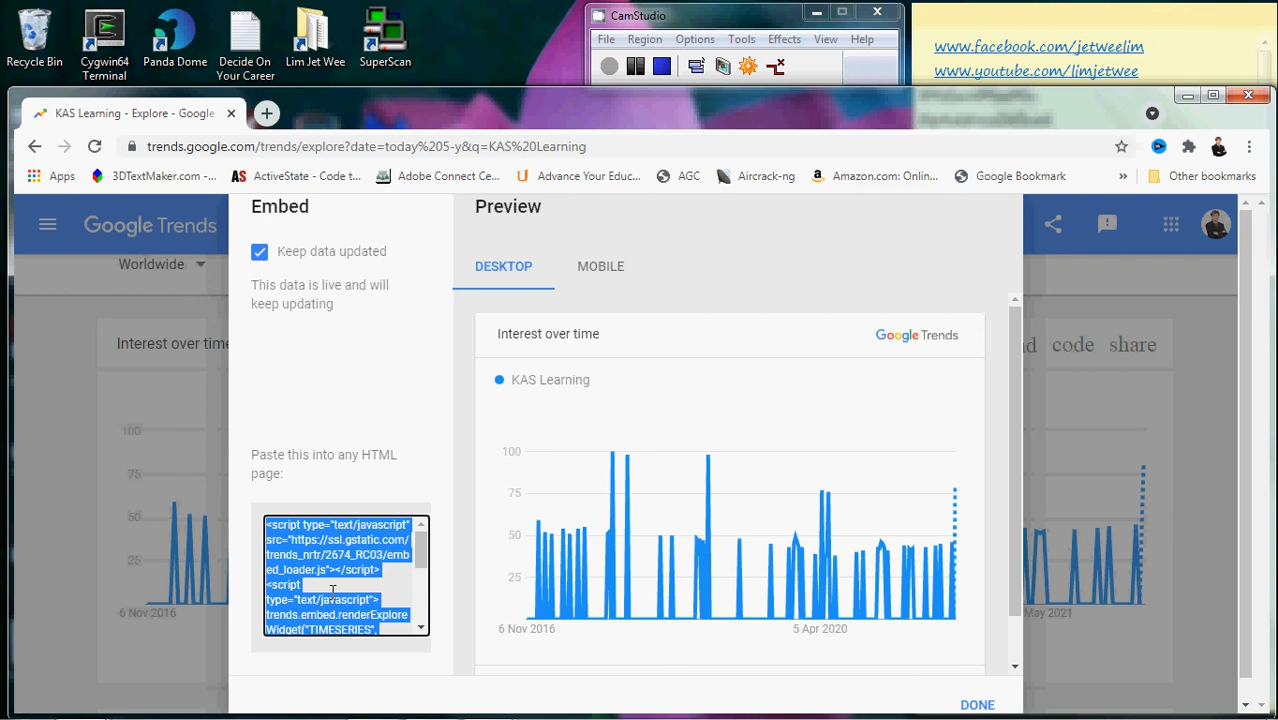 CamStudio
File Region Options Tools Effects View Help
www.facebook.com/jetweelim
www.youtube.com/limjetwee
Recycle Bin
Cygwin64
Terminal
Panda Dome
Decide On
Your Career
Lim Jet Wee
SuperScan
KAS Learning - Explore - Google
trends.google.com/trends/explore?date=today%205-y&q=KAS%20Learning
Apps
3DTextMaker.com -...
ActiveState - Code t...
Adobe Connect Ce...
Advance Your Educ...
AGC
Aircrack-ng
Amazon.com: Onlin...
Google Bookmark
»
Other bookmarks
Google Trends
Worldwide
Interest over time
code share
100
75
50
25
6 Nov 2016
May 2021
Embed
Keep data updated
This data is live and will
keep updating
Paste this into any HTML
page:
<script type="text/javascript"
src="https://ssl.gstatic.com/
trends_nrtr/2674_RC03/emb
ed_loader.js"></script>
<script
type="text/javascript">
trends.embed.renderExplore
Widget("TIMESERIES",
Preview
DESKTOP
MOBILE
Interest over time
Google Trends
KAS Learning
100
75
50
25
6 Nov 2016
5 Apr 2020
DONE